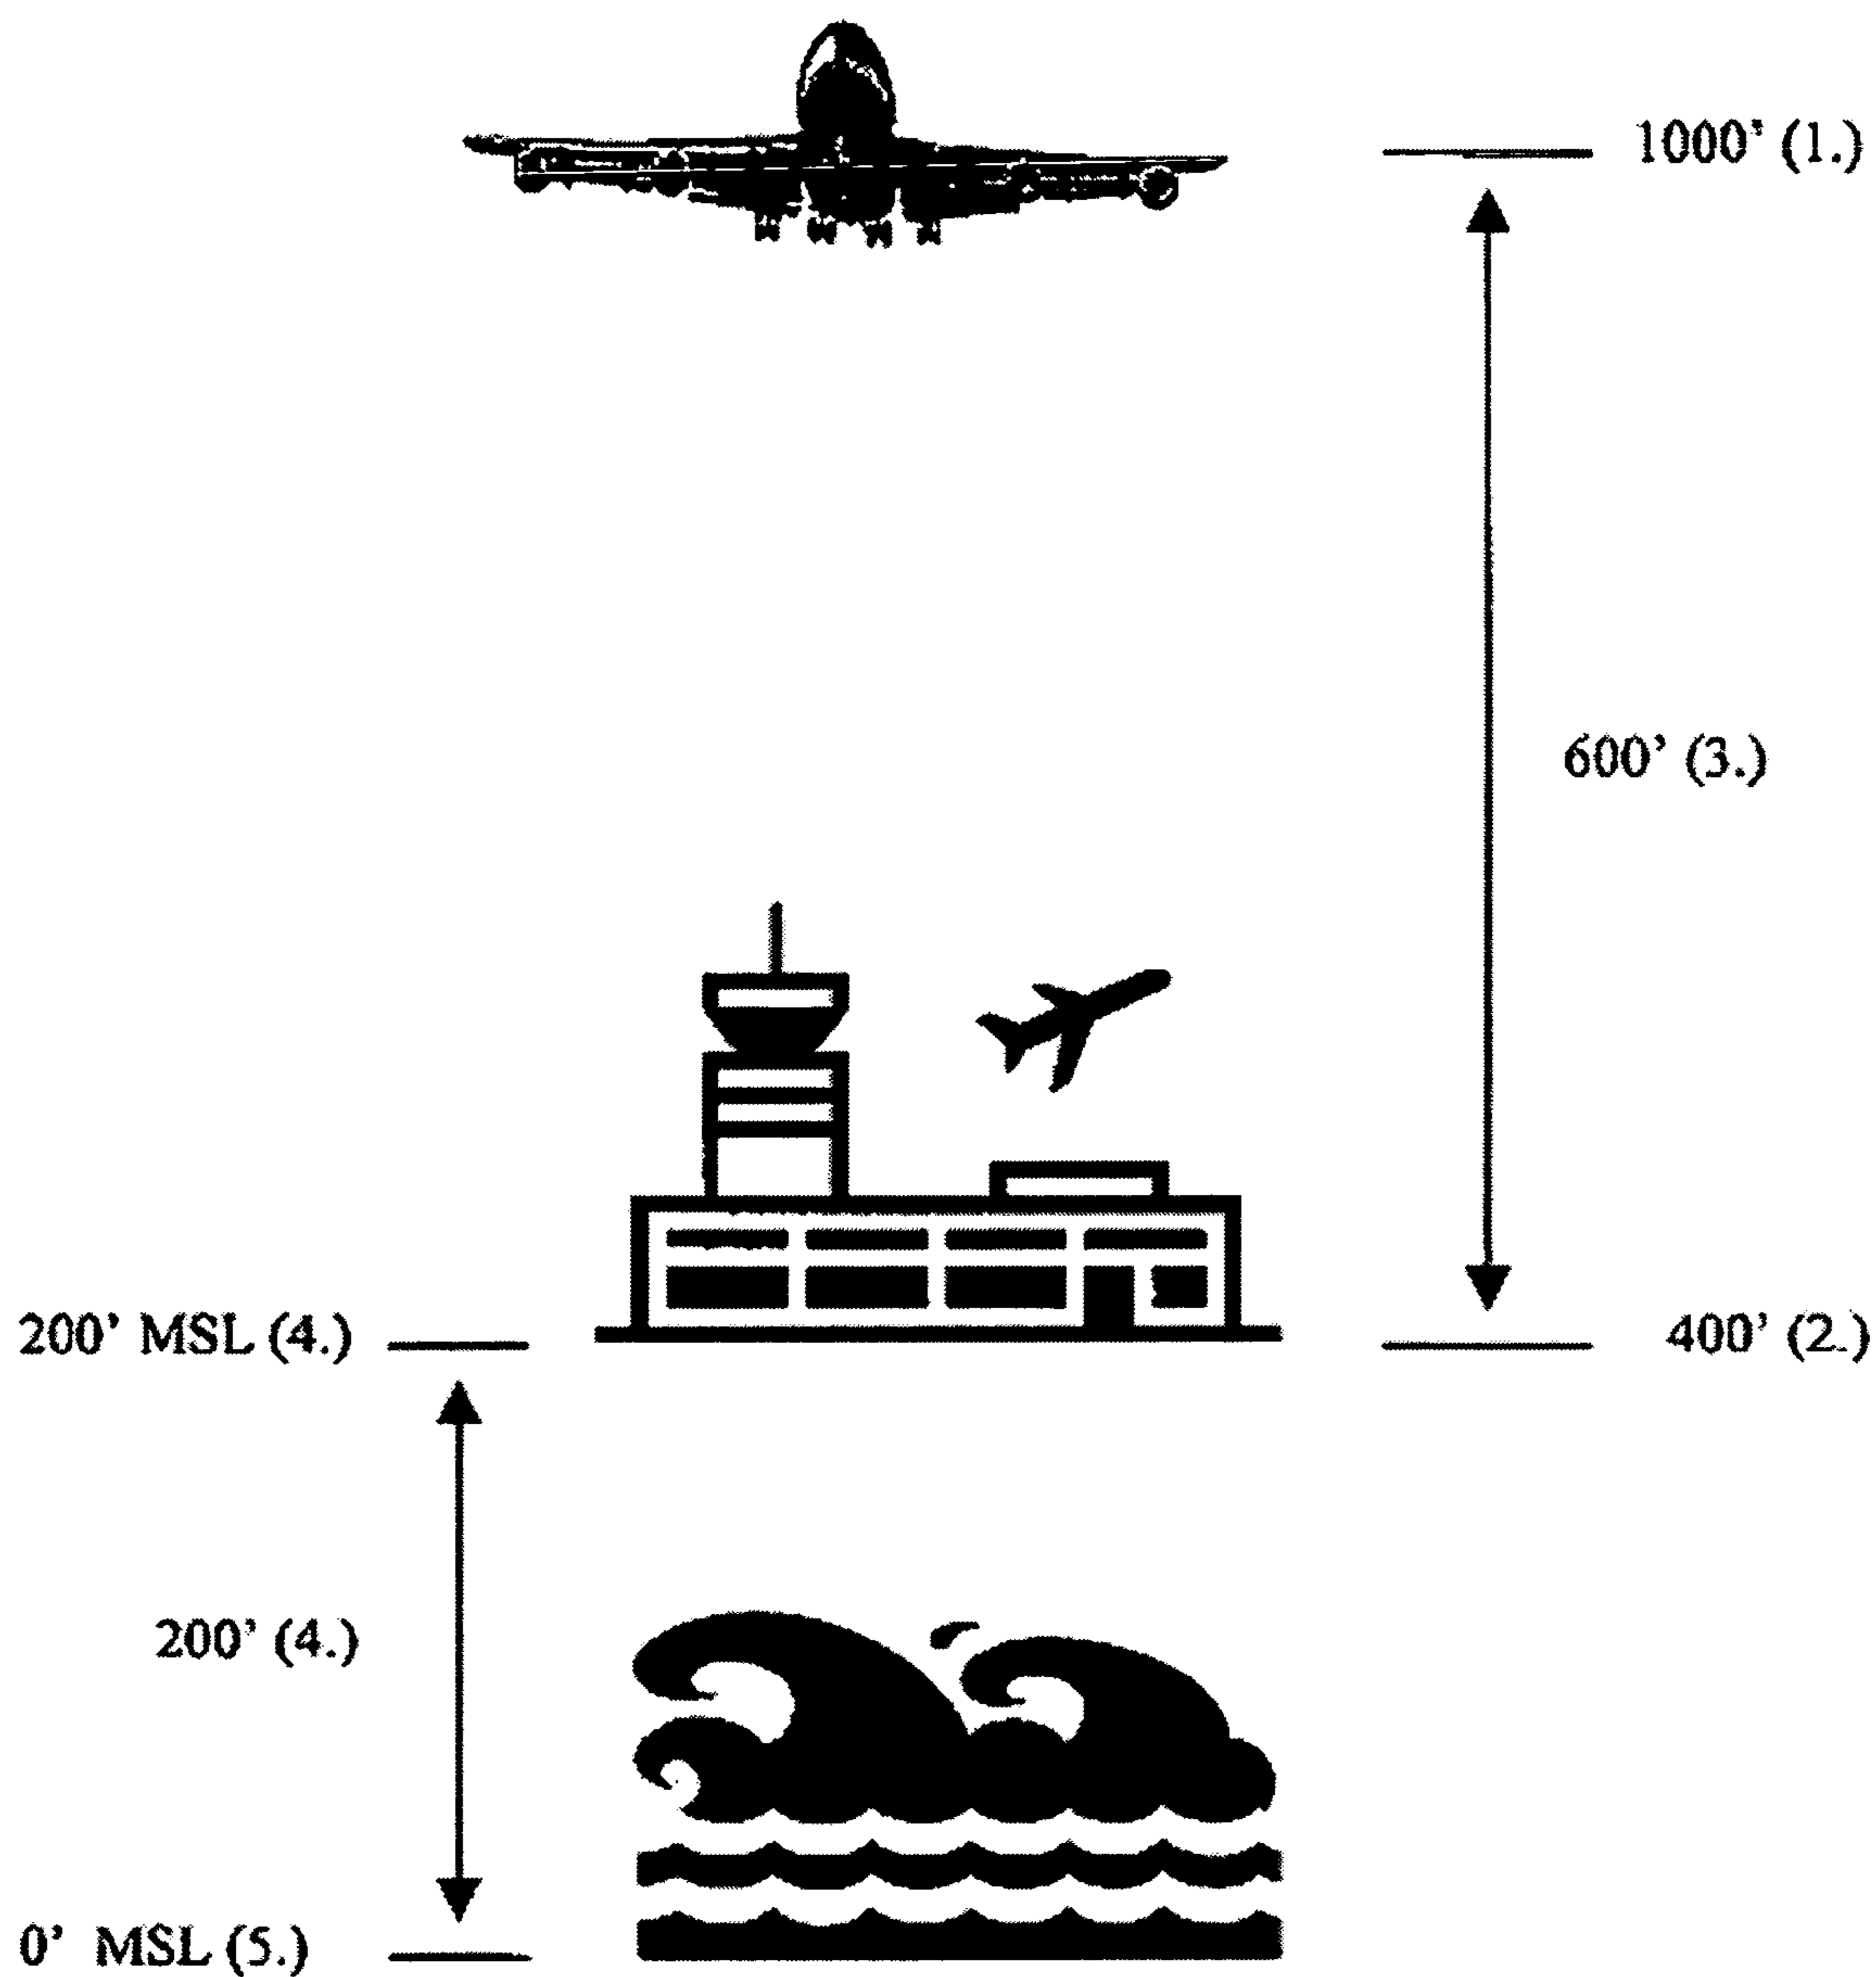 1000’ (1.)
600’ (3.)
200’ MSL (4.)
400’ (2.)
200’ (4.)
0’ MSL (5.)